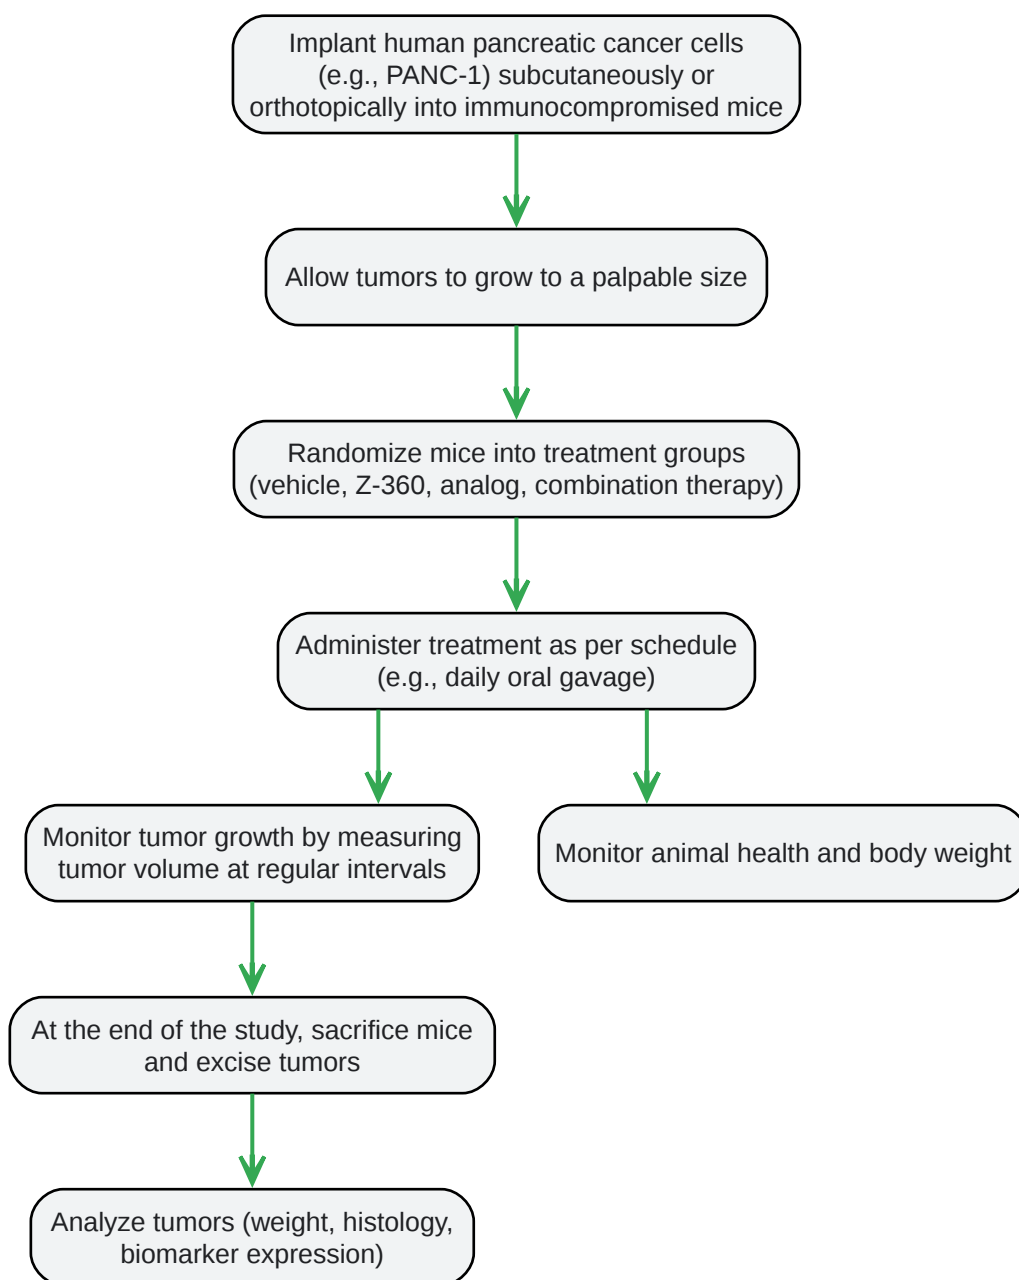 Implant human pancreatic cancer cells
(e.g., PANC-1) subcutaneously or
orthotopically into immunocompromised mice
Allow tumors to grow to a palpable size
Randomize mice into treatment groups
(vehicle, Z-360, analog, combination therapy)
Administer treatment as per schedule
(e.g., daily oral gavage)
Monitor tumor growth by measuring
tumor volume at regular intervals
Monitor animal health and body weight
At the end of the study, sacrifice mice
and excise tumors
Analyze tumors (weight, histology,
biomarker expression)